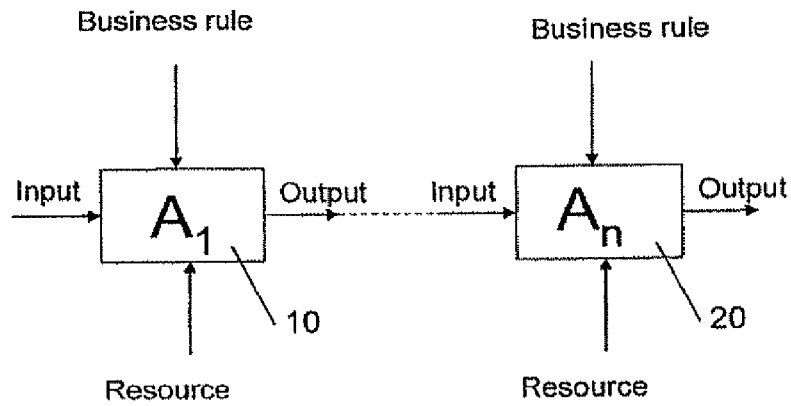 Business rule
Business rule
Input
A1
Output
Input
An
Output
10
20
Resource
Resource